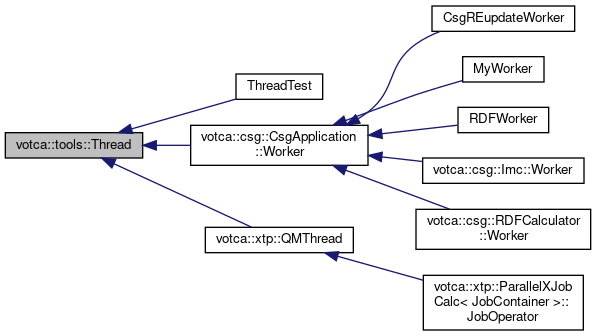 CsgREupdateWorker
MyWorker
ThreadTest
RDFWorker
votca::tools::Thread
votca::csg::CsgApplication
::Worker
votca::csg::Imc::Worker
votca::csg::RDFCalculator
::Worker
votca::xtp::QMThread
votca::xtp::ParallelXJob
Calc< JobContainer >::
JobOperator